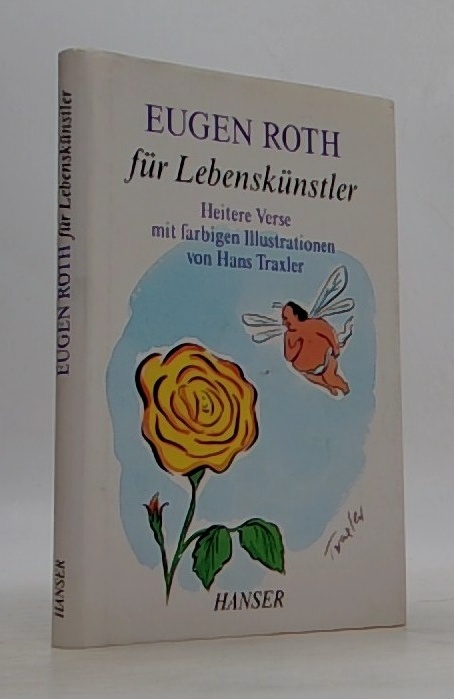 EUGEN ROTH für Lebenskünstler
HANSER
EUGEN ROTH
für Lebenskünstler
Heitere Verse
mit farbigen Illustrationen
von Hans Traxler
Traxler
HANSER